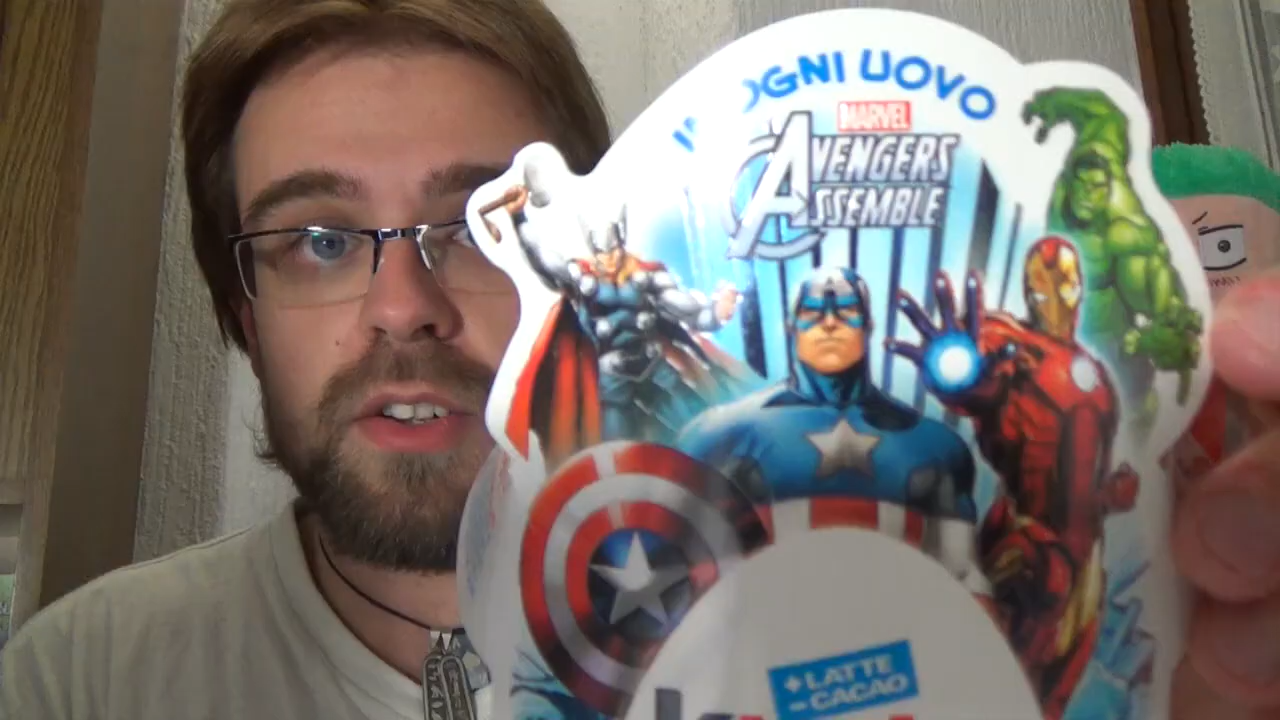 OGNI UOVO
MARVEL
AVENGERS
ASSEMBLE
+LATTE
-CACAO